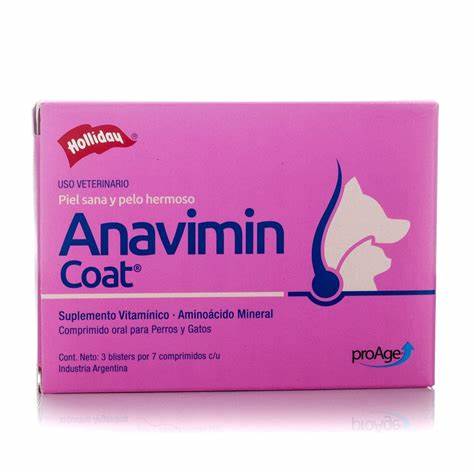 Holliday
USO VETERINARIO
Piel sana y pelo hermoso
Anavimin
Coat®
Suplemento Vitamínico · Aminoácido Mineral
Comprimido oral para Perros y Gatos
Cont. Neto: 3 blisters por 7 comprimidos c/u
Industria Argentina
proAge